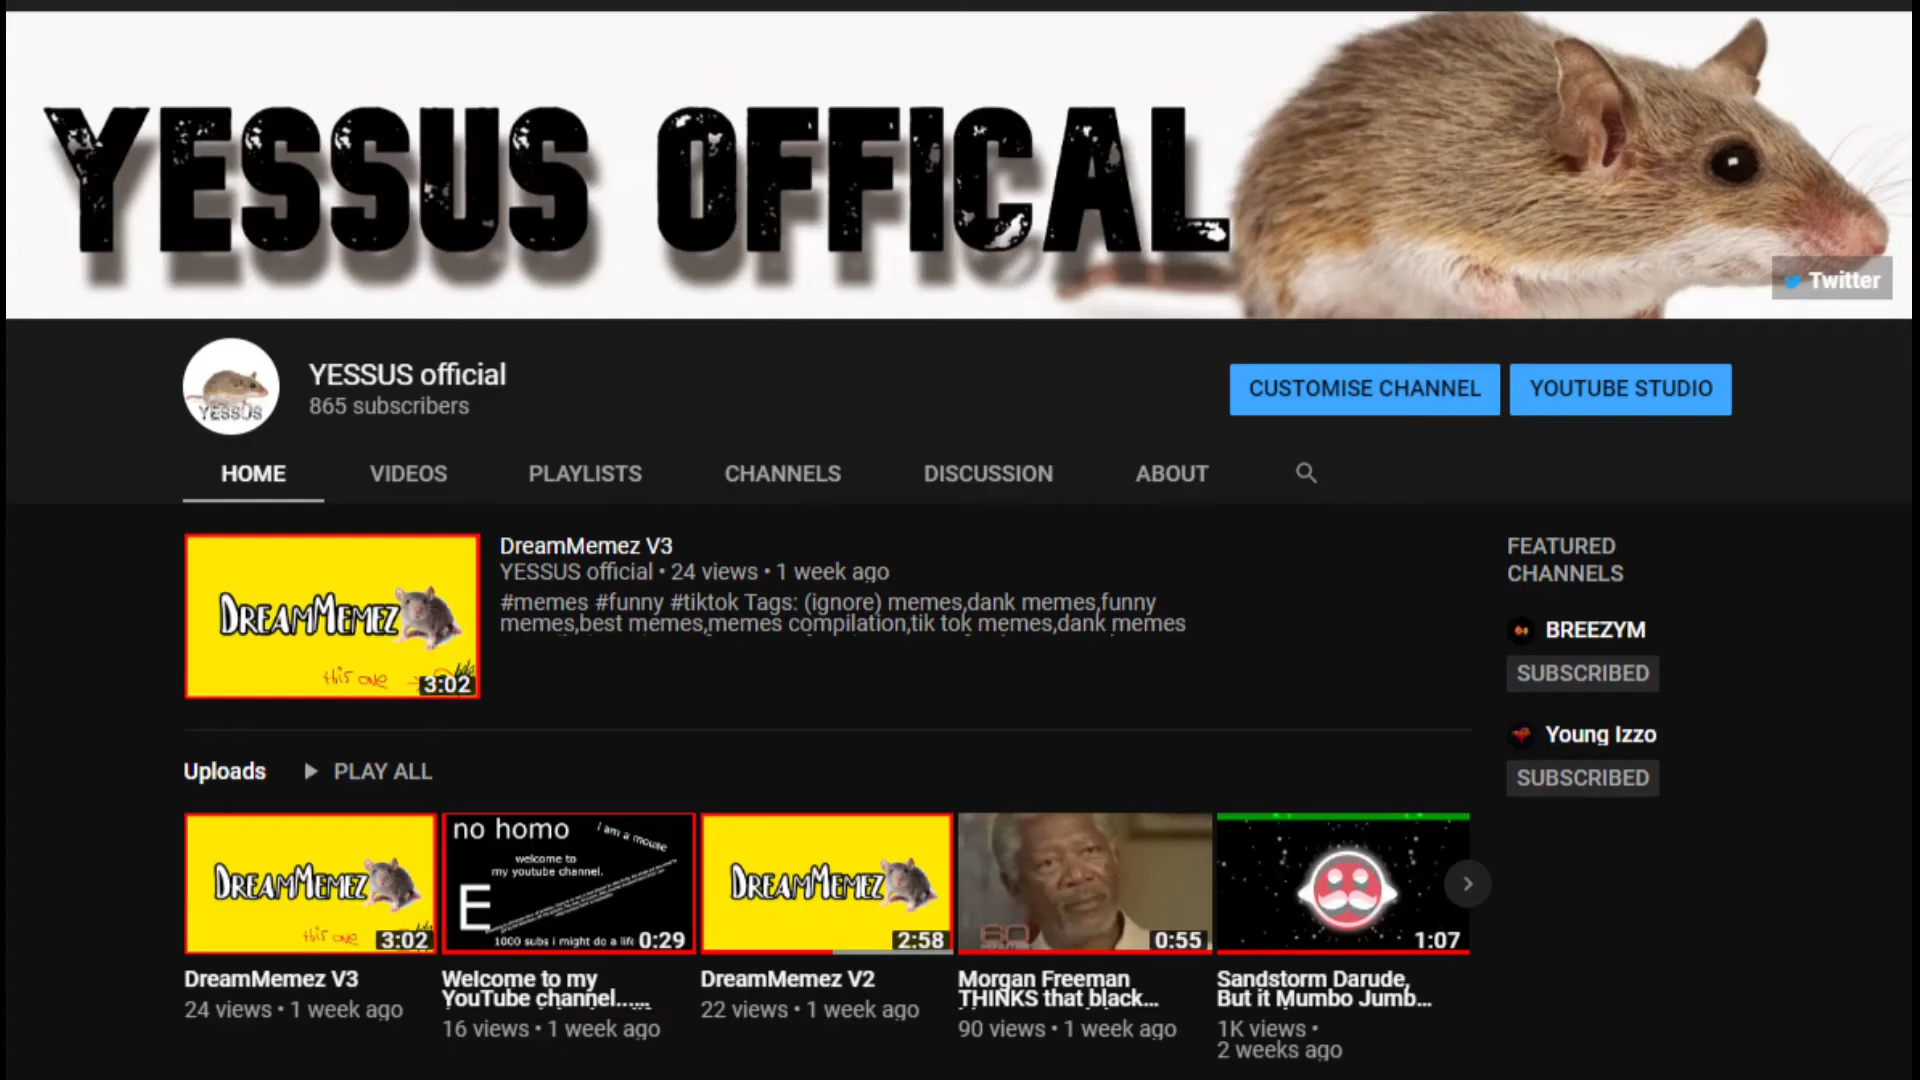 YESSUS OFFICAL
Twitter
YESSUS
YESSUS official
865 subscribers
CUSTOMISE CHANNEL
YOUTUBE STUDIO
HOME
VIDEOS
PLAYLISTS
CHANNELS
DISCUSSION
ABOUT
DREAMMEMEZ
this one
3:02
DreamMemez V3
YESSUS official • 24 views • 1 week ago
#memes #funny #tiktok Tags: (ignore) memes,dank memes,funny
memes,best memes,memes compilation,tik tok memes,dank memes
FEATURED
CHANNELS
BREEZYM
SUBSCRIBED
Young Izzo
SUBSCRIBED
Uploads
PLAY ALL
DREAMMEMEZ
this one
3:02
DreamMemez V3
24 views • 1 week ago
no homo
i am a mouse
welcome to
my youtube channel.
E
1000 subs i might do a
0:29
Welcome to my
YouTube channel......
16 views • 1 week ago
DREAMMEMEZ
2:58
DreamMemez V2
22 views • 1 week ago
60
0:55
Morgan Freeman
THINKS that black...
90 views • 1 week ago
1:07
Sandstorm Darude,
But it Mumbo Jumb...
1K views •
2 weeks ago